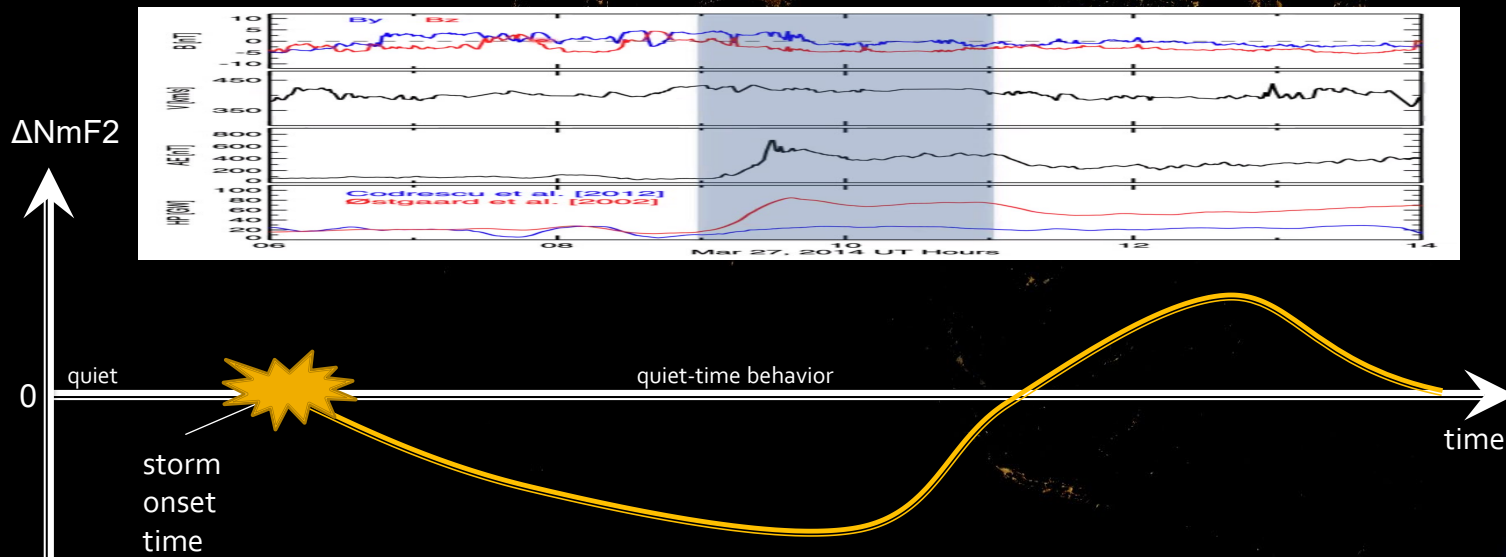 By Bz
10
5
0
-5
-10
B [nT]
450
350
V [km/s]
800
600
400
200
0
AE [nT]
Codrescu et al. [2012]
Østgaard et al. [2002]
100
80
60
40
20
0
HP [GW]
06 08 10 12 14
Mar 27, 2014 UT Hours
ΔNmF2
quiet
quiet-time behavior
0
time
storm
onset
time